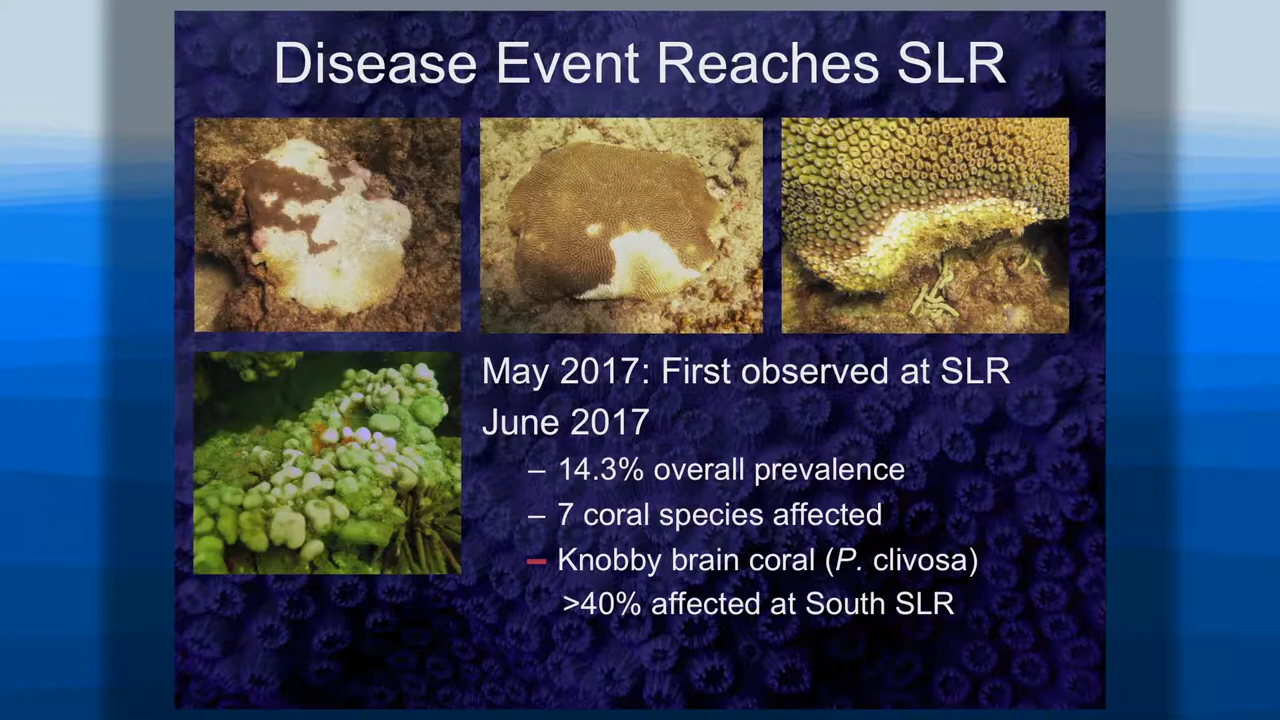 Disease Event Reaches SLR
May 2017: First observed at SLR
June 2017
– 14.3% overall prevalence
– 7 coral species affected
– Knobby brain coral (P. clivosa)
>40% affected at South SLR